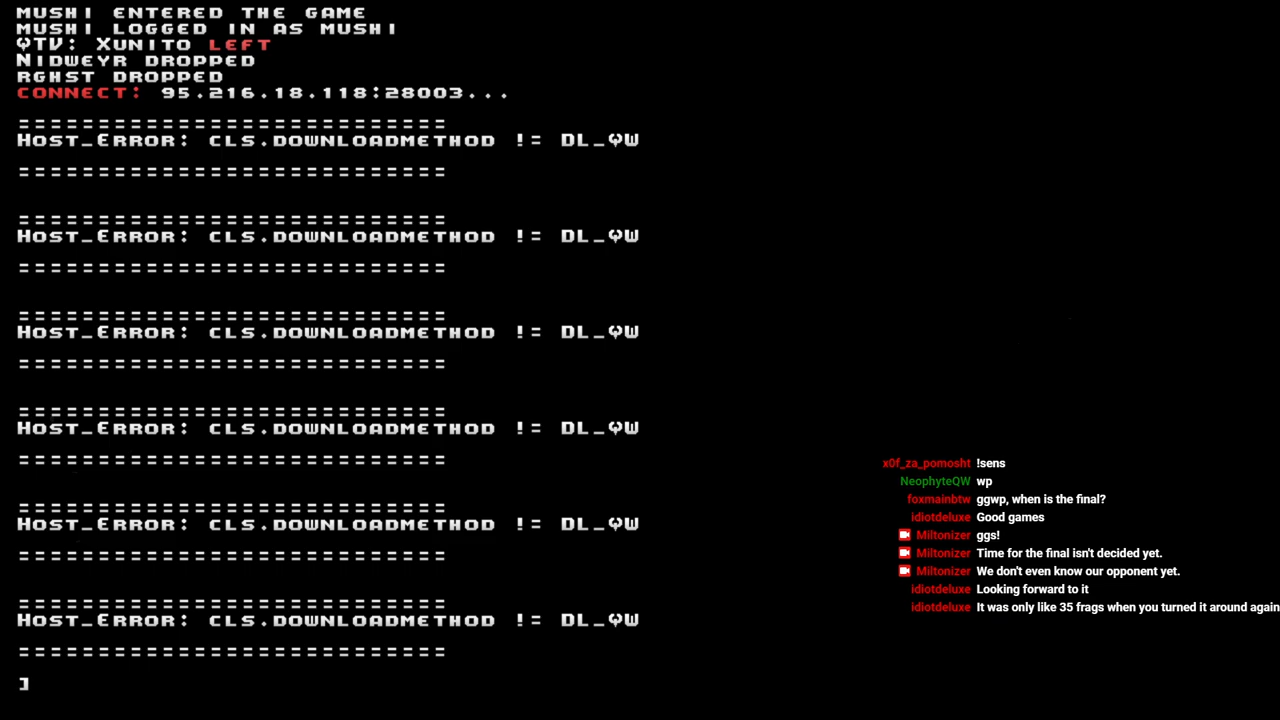 MUSHI ENTERED THE GAME
MUSHI LOGGED IN AS MUSHI
QTV: XUNITO LEFT
NIDWEYR DROPPED
RGHST DROPPED
CONNECT: 95.216.18.118:28003...
===========================
HOST_ERROR: CLS.DOWNLOADMETHOD != DL_QW
===========================
===========================
HOST_ERROR: CLS.DOWNLOADMETHOD != DL_QW
===========================
===========================
HOST_ERROR: CLS.DOWNLOADMETHOD != DL_QW
===========================
===========================
HOST_ERROR: CLS.DOWNLOADMETHOD != DL_QW
===========================
===========================
HOST_ERROR: CLS.DOWNLOADMETHOD != DL_QW
===========================
===========================
HOST_ERROR: CLS.DOWNLOADMETHOD != DL_QW
===========================
]
x0f_za_pomosht !sens
NeophyteQW wp
foxmainbtw ggwp, when is the final?
idiotdeluxe Good games
Miltonizer ggs!
Miltonizer Time for the final isn't decided yet.
Miltonizer We don't even know our opponent yet.
idiotdeluxe Looking forward to it
idiotdeluxe It was only like 35 frags when you turned it around again